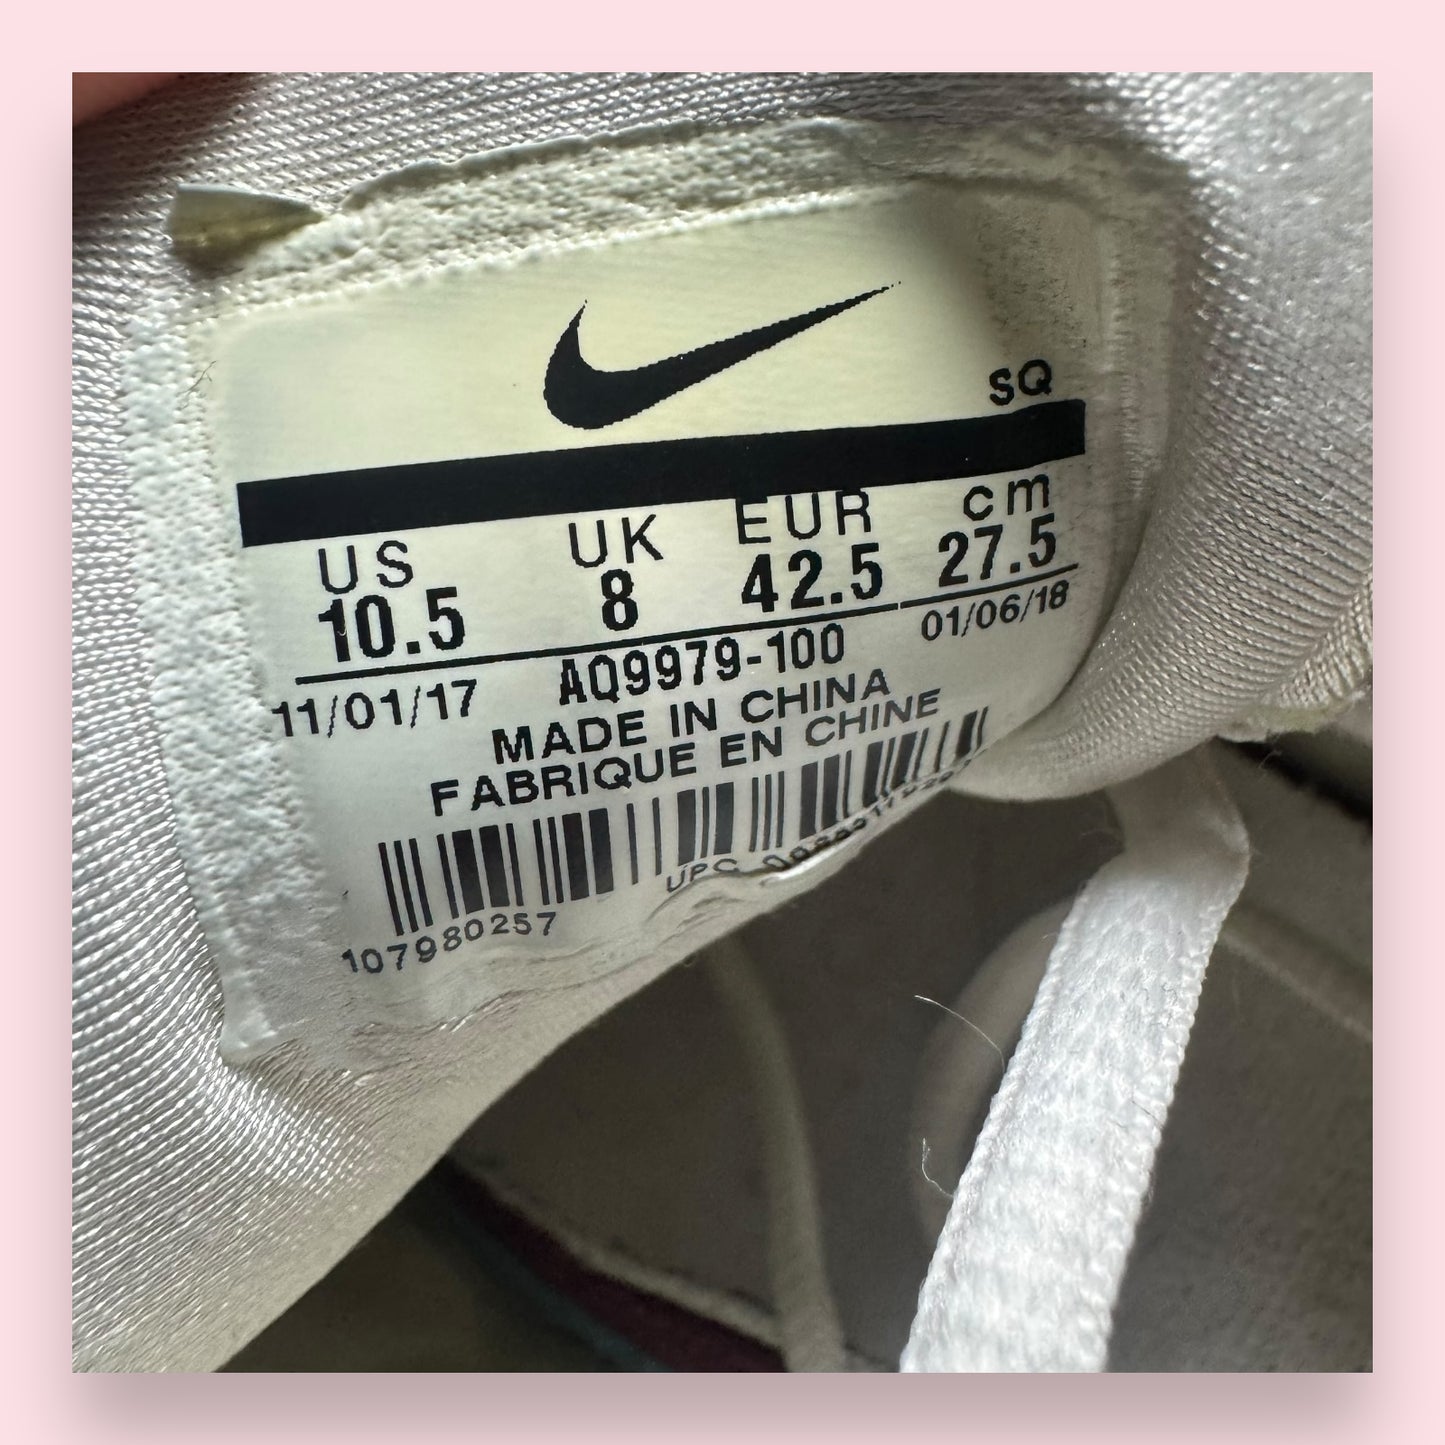 SQ
US UK EUR cm
10.5 8 42.5 27.5
11/01/17 AQ9979-100 01/06/18
MADE IN CHINA
FABRIQUE EN CHINE
UPC
107980257